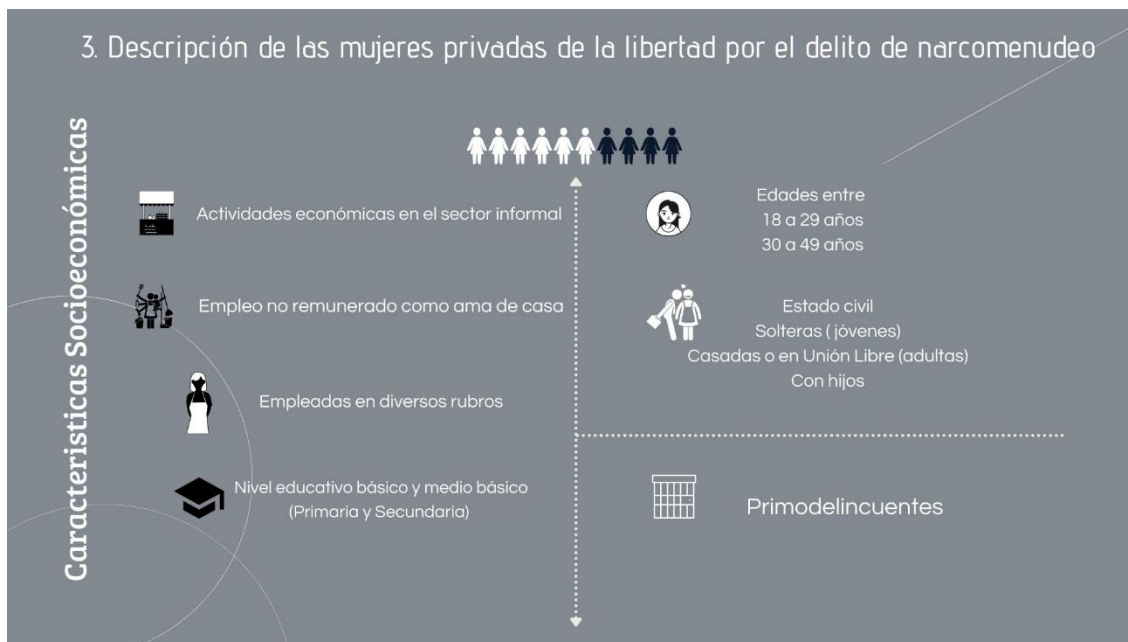 3. Descripción de las mujeres privadas de la libertad por el delito de narcomenudeo
Caracteristicas Socioeconómicas
Actividades económicas en el sector informal
Empleo no remunerado como ama de casa
Empleadas en diversos rubros
Nivel educativo básico y medio básico
(Primaria y Secundaria)
Edades entre
18 a 29 años
30 a 49 años
Estado civil
Solteras ( jóvenes)
Casadas o en Unión Libre (adultas)
Con hijos
Primodelincuentes